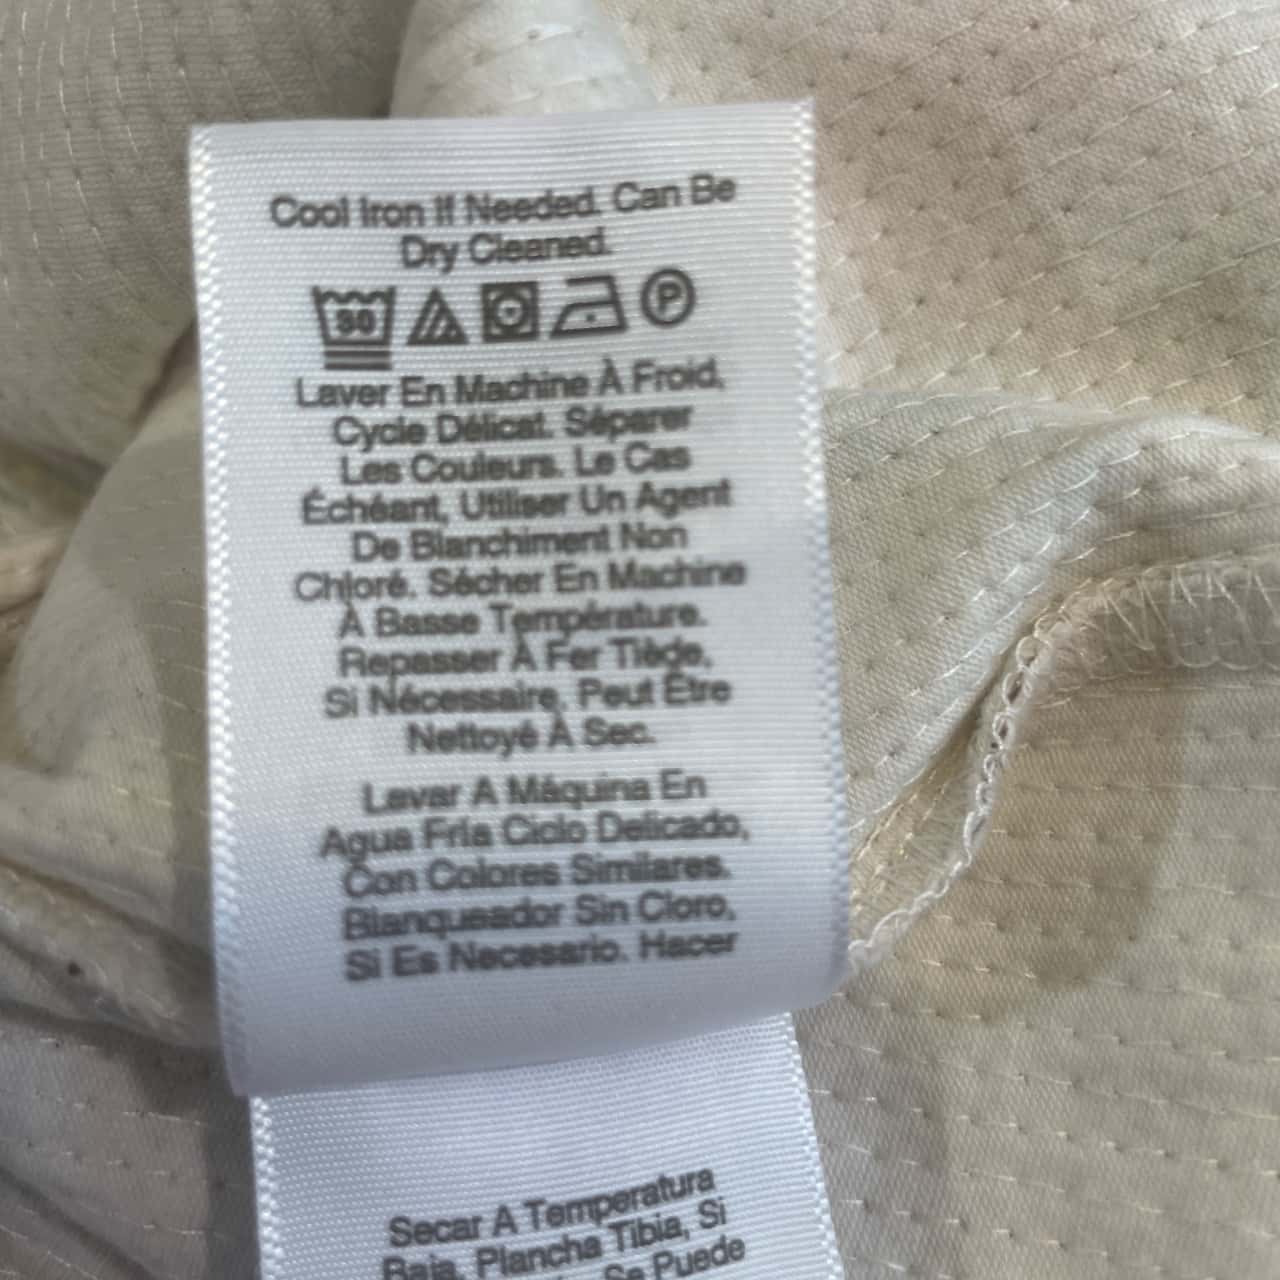 Cool Iron If Needed. Can Be
Dry Cleaned.
30
P
Laver En Machine À Froid,
Cycle Délicat. Séparer
Les Couleurs. Le Cas
Échéant, Utiliser Un Agent
De Blanchiment Non
Chloré. Sécher En Machine
À Basse Température.
Repasser À Fer Tiède,
Si Nécessaire. Peut Être
Nettoyé À Sec.
Lavar A Máquina En
Agua Fría Ciclo Delicado,
Con Colores Similares.
Blanqueador Sin Cloro,
Si Es Necesario. Hacer
Secar A Temperatura
Baja. Plancha Tibia, Si
Se Puede